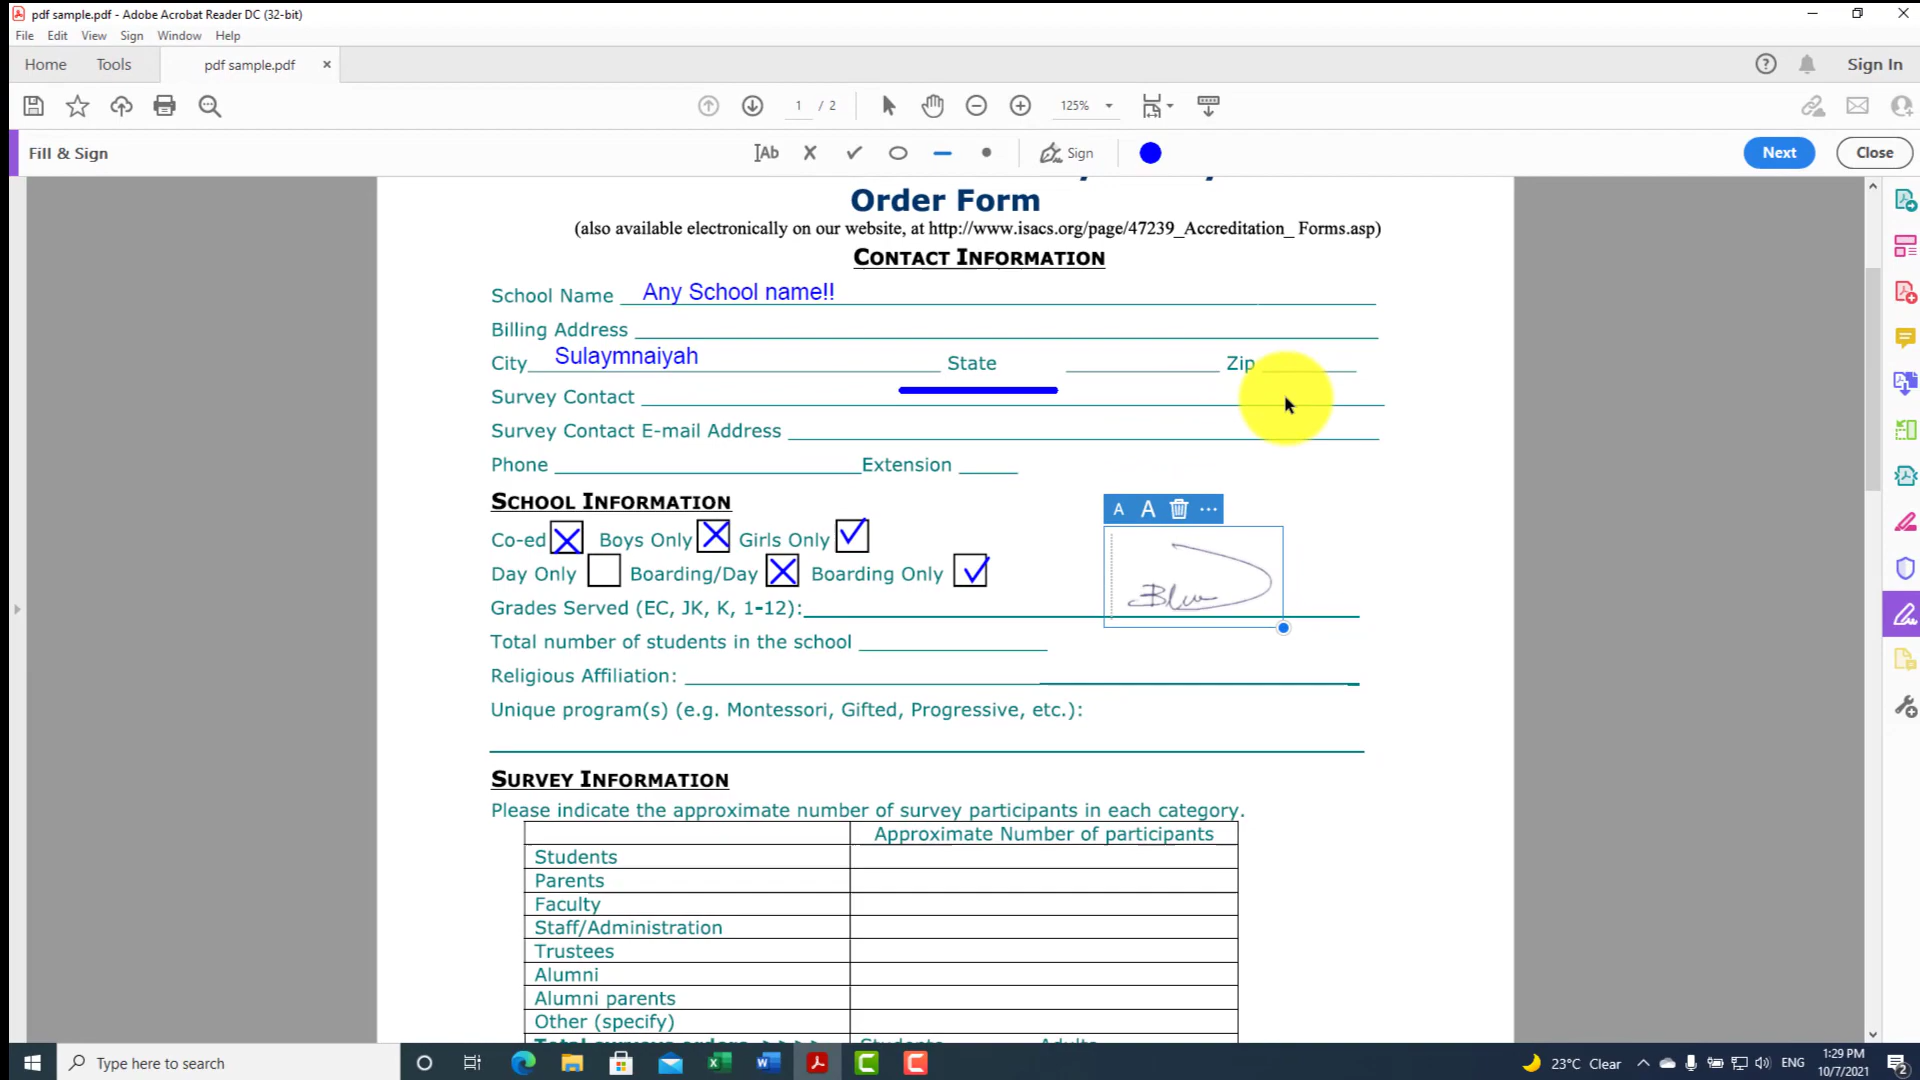 pdf sample.pdf - Adobe Acrobat Reader DC (32-bit)
File Edit View Sign Window Help
Home Tools pdf sample.pdf × Sign In
1 / 2 125%
Fill & Sign Ab Sign Next Close
Order Form
(also available electronically on our website, at http://www.isacs.org/page/47239_Accreditation_ Forms.asp)
CONTACT INFORMATION
School Name Any School name!!
Billing Address
City Sulaymnaiyah State Zip
Survey Contact
Survey Contact E-mail Address
Phone Extension
SCHOOL INFORMATION
A A
Co-ed Boys Only Girls Only
Day Only Boarding/Day Boarding Only
Grades Served (EC, JK, K, 1-12):
Total number of students in the school
Religious Affiliation:
Unique program(s) (e.g. Montessori, Gifted, Progressive, etc.):
SURVEY INFORMATION
Please indicate the approximate number of survey participants in each category.
Approximate Number of participants
Students
Parents
Faculty
Staff/Administration
Trustees
Alumni
Alumni parents
Other (specify)
Type here to search 23°C Clear ENG 1:29 PM
10/7/2021 2